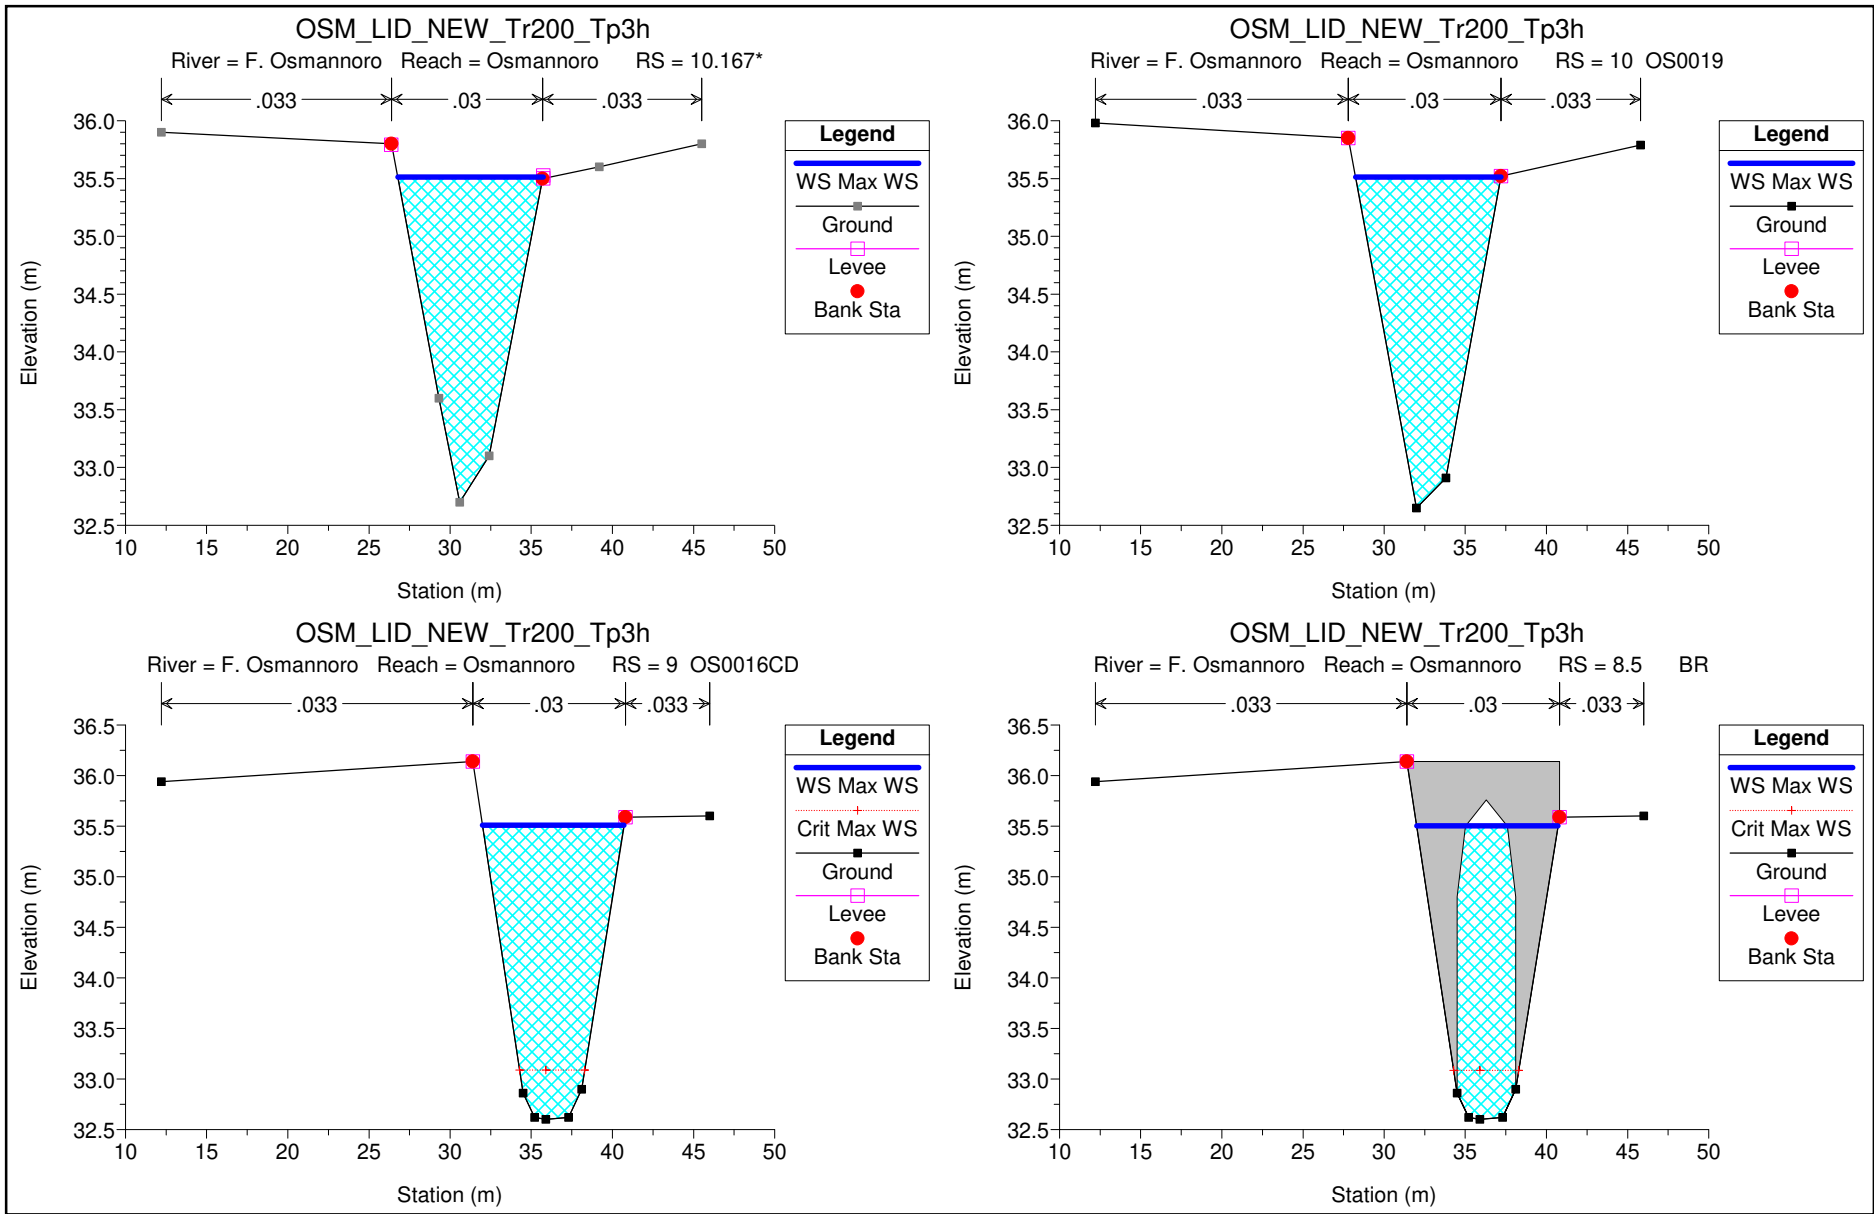 OSM_LID_NEW_Tr200_Tp3h
River = F. Osmannoro Reach = Osmannoro RS = 10.167*
.033 .03 .033
36.0
35.5
35.0
34.5
34.0
33.5
33.0
32.5
10 15 20 25 30 35 40 45 50
Station (m)
Elevation (m)
Legend
WS Max WS
Ground
Levee
Bank Sta
OSM_LID_NEW_Tr200_Tp3h
River = F. Osmannoro Reach = Osmannoro RS = 10 OS0019
.033 .03 .033
36.0
35.5
35.0
34.5
34.0
33.5
33.0
32.5
10 15 20 25 30 35 40 45 50
Station (m)
Elevation (m)
Legend
WS Max WS
Ground
Levee
Bank Sta
OSM_LID_NEW_Tr200_Tp3h
River = F. Osmannoro Reach = Osmannoro RS = 9 OS0016CD
.033 .03 .033
36.5
36.0
35.5
35.0
34.5
34.0
33.5
33.0
32.5
10 15 20 25 30 35 40 45 50
Station (m)
Elevation (m)
Legend
WS Max WS
Crit Max WS
Ground
Levee
Bank Sta
OSM_LID_NEW_Tr200_Tp3h
River = F. Osmannoro Reach = Osmannoro RS = 8.5 BR
.033 .03 .033
36.5
36.0
35.5
35.0
34.5
34.0
33.5
33.0
32.5
10 15 20 25 30 35 40 45 50
Station (m)
Elevation (m)
Legend
WS Max WS
Crit Max WS
Ground
Levee
Bank Sta